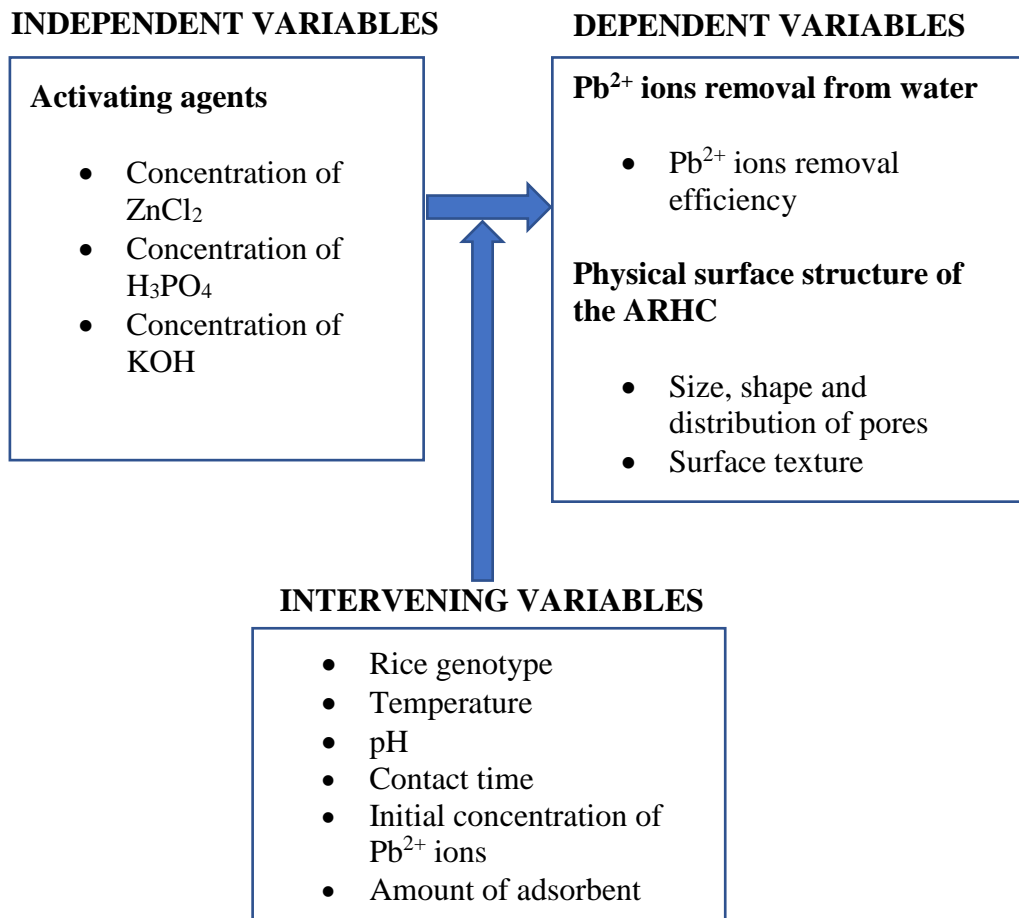 INDEPENDENT VARIABLES
Activating agents
• Concentration of
ZnCl₂
• Concentration of
H₃PO₄
• Concentration of
KOH
DEPENDENT VARIABLES
Pb²⁺ ions removal from water
• Pb²⁺ ions removal
efficiency
Physical surface structure of
the ARHC
• Size, shape and
distribution of pores
• Surface texture
INTERVENING VARIABLES
• Rice genotype
• Temperature
• pH
• Contact time
• Initial concentration of
Pb²⁺ ions
• Amount of adsorbent